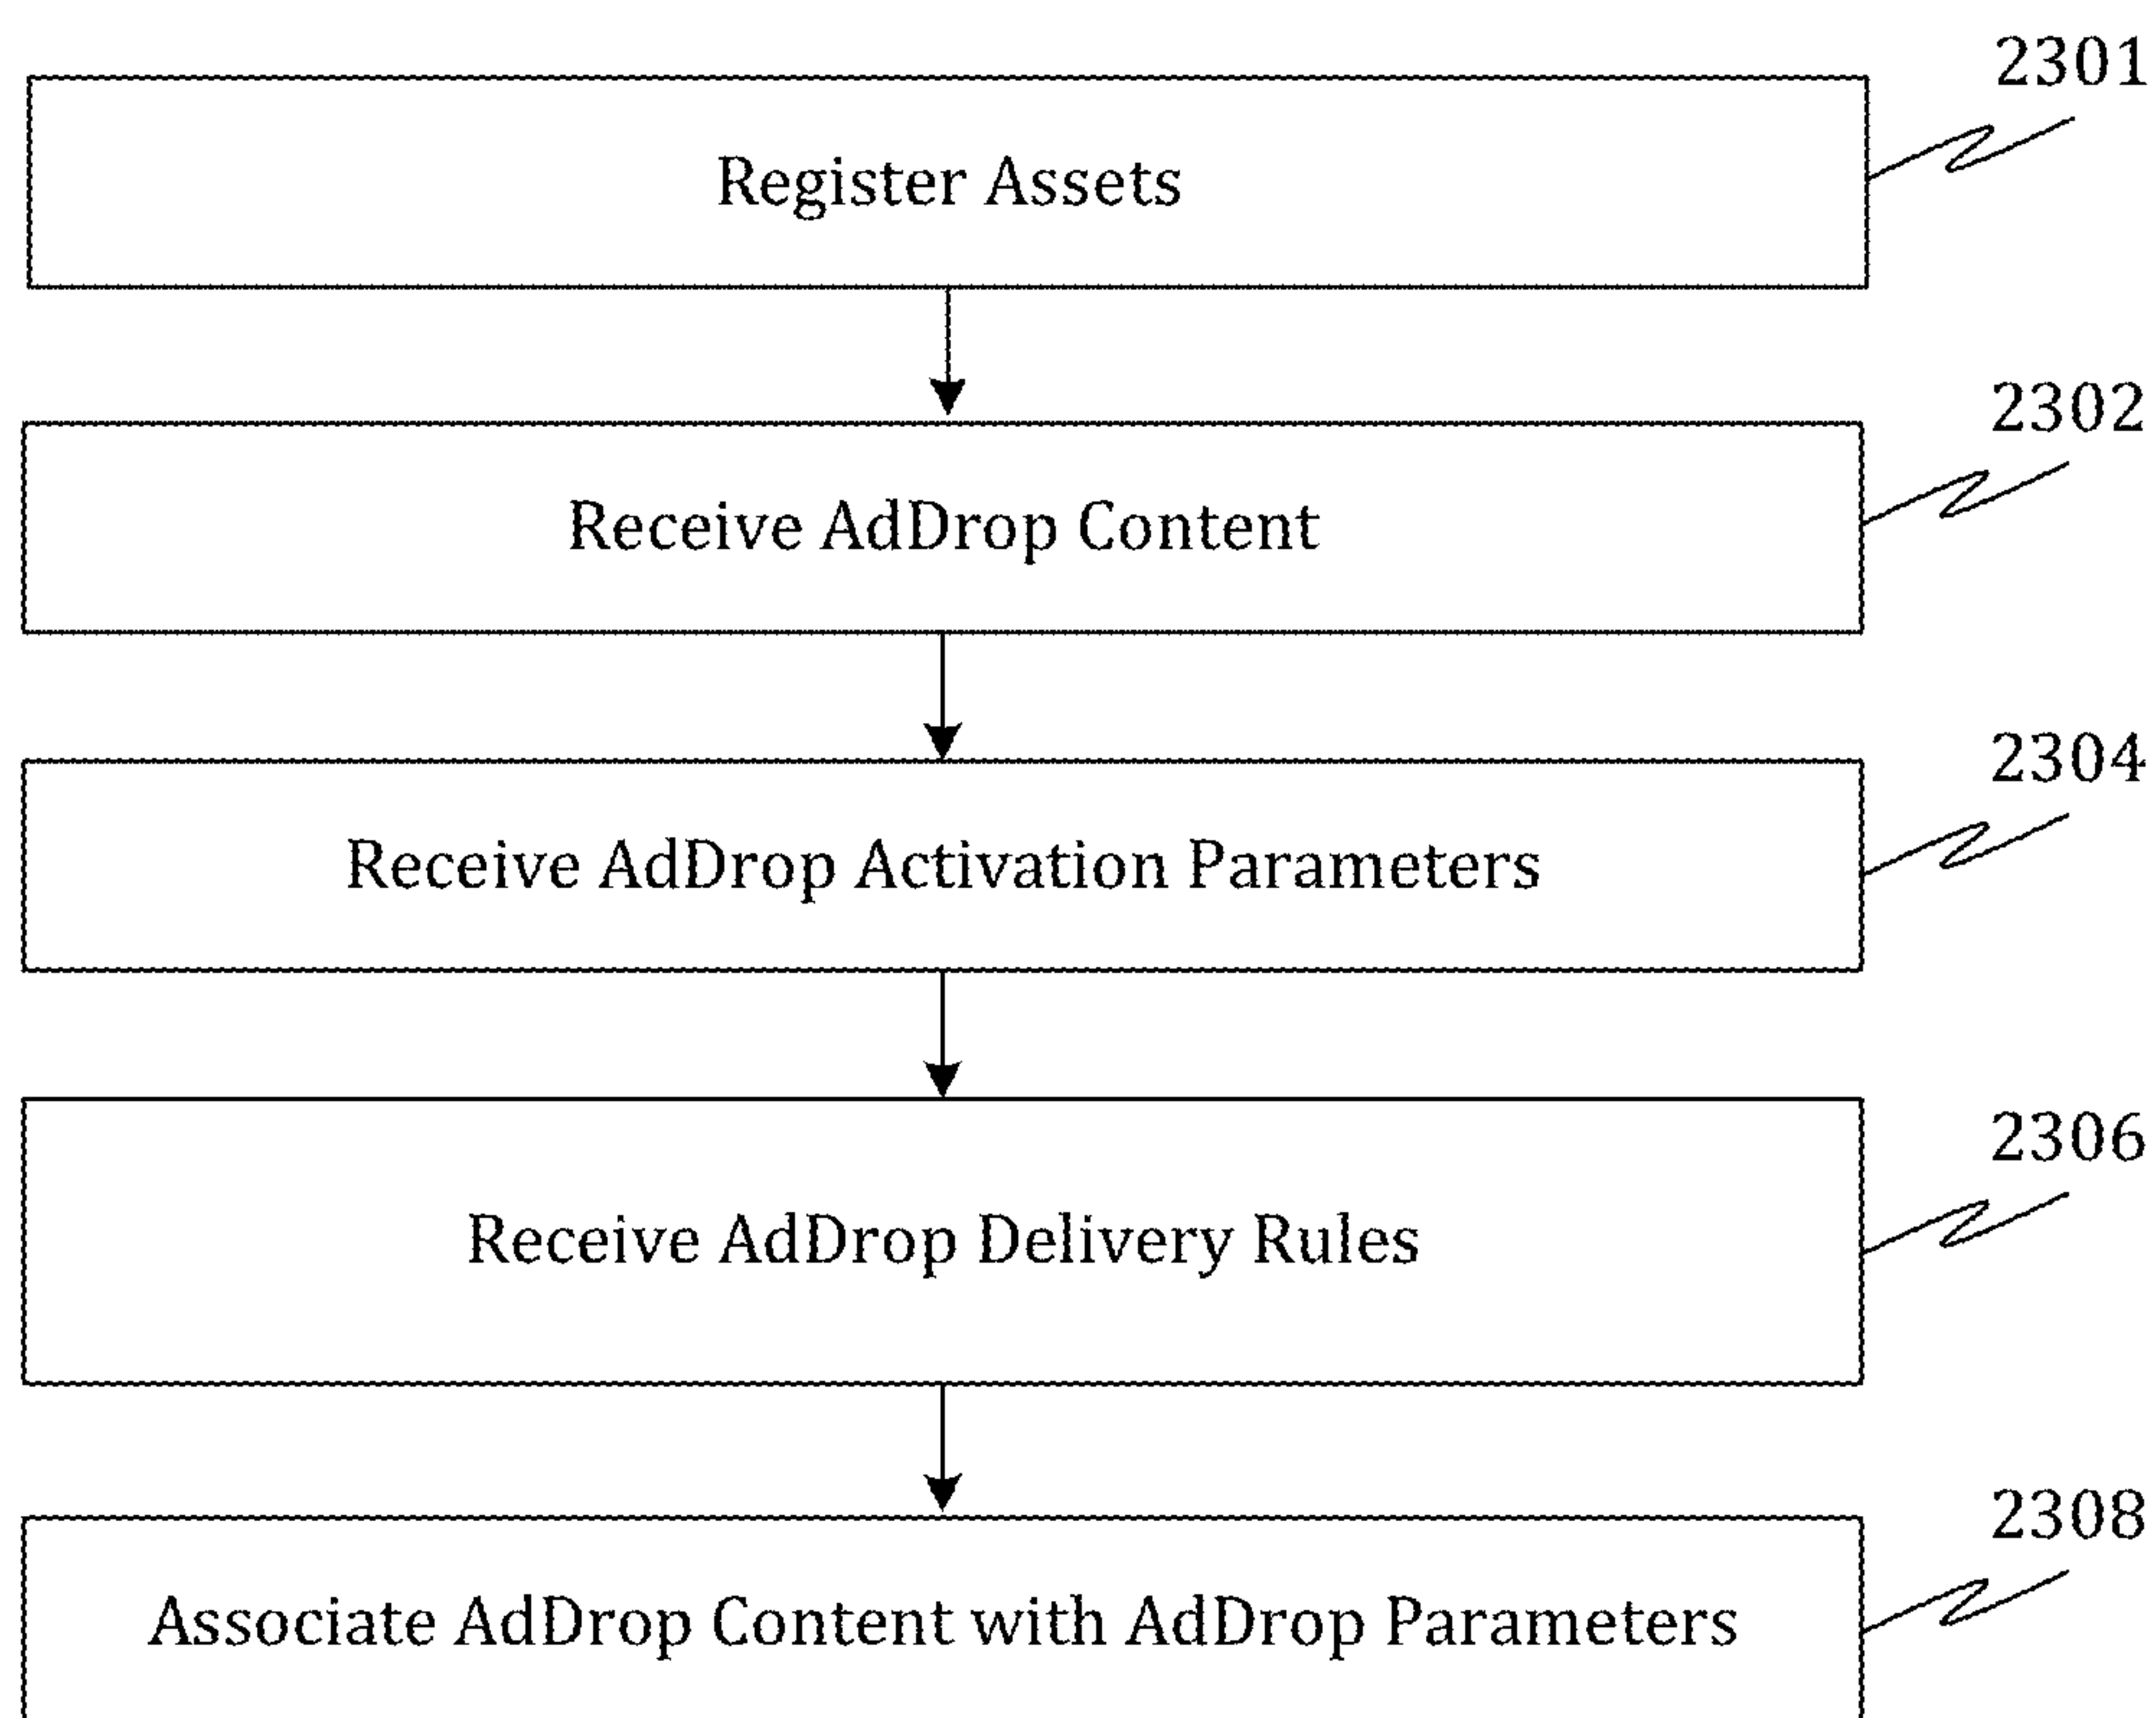 2301
Register Assets
2302
Receive AdDrop Content
2304
Receive AdDrop Activation Parameters
2306
Receive AdDrop Delivery Rules
2308
Associate AdDrop Content with AdDrop Parameters